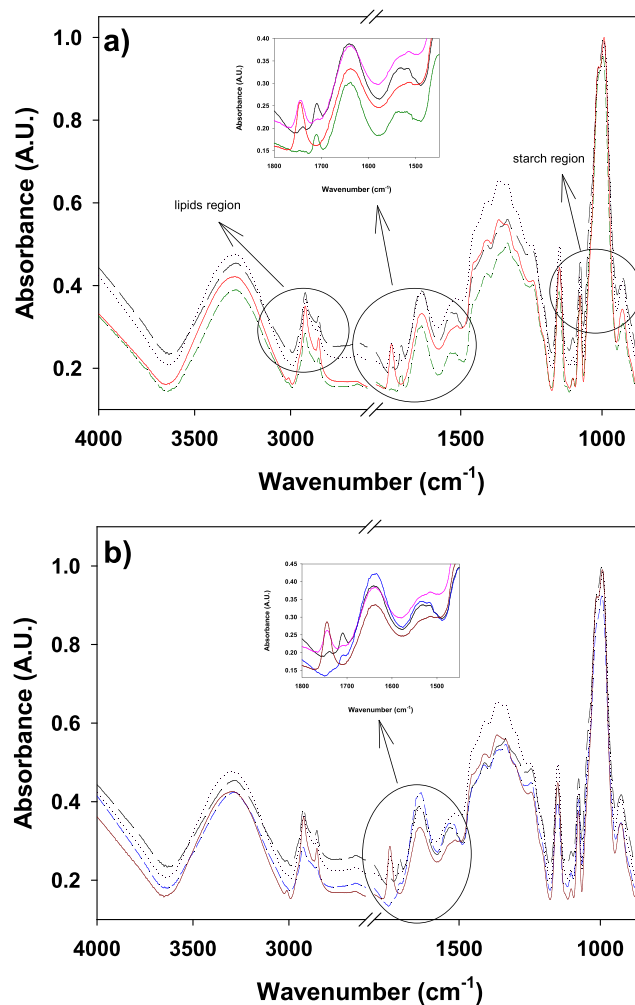 a)
Absorbance (A.U.)
1.0
0.8
0.6
0.4
0.2
4000 3500 3000 1500 1000
Wavenumber (cm-1)
lipids region
starch region
Absorbance (A.U.)
0.40
0.35
0.30
0.25
0.20
0.15
1800 1700 1600 1500
Wavenumber (cm-1)
b)
Absorbance (A.U.)
1.0
0.8
0.6
0.4
0.2
4000 3500 3000 1500 1000
Wavenumber (cm-1)
Absorbance (A.U.)
0.45
0.40
0.35
0.30
0.25
0.20
0.15
1800 1700 1600 1500
Wavenumber (cm-1)